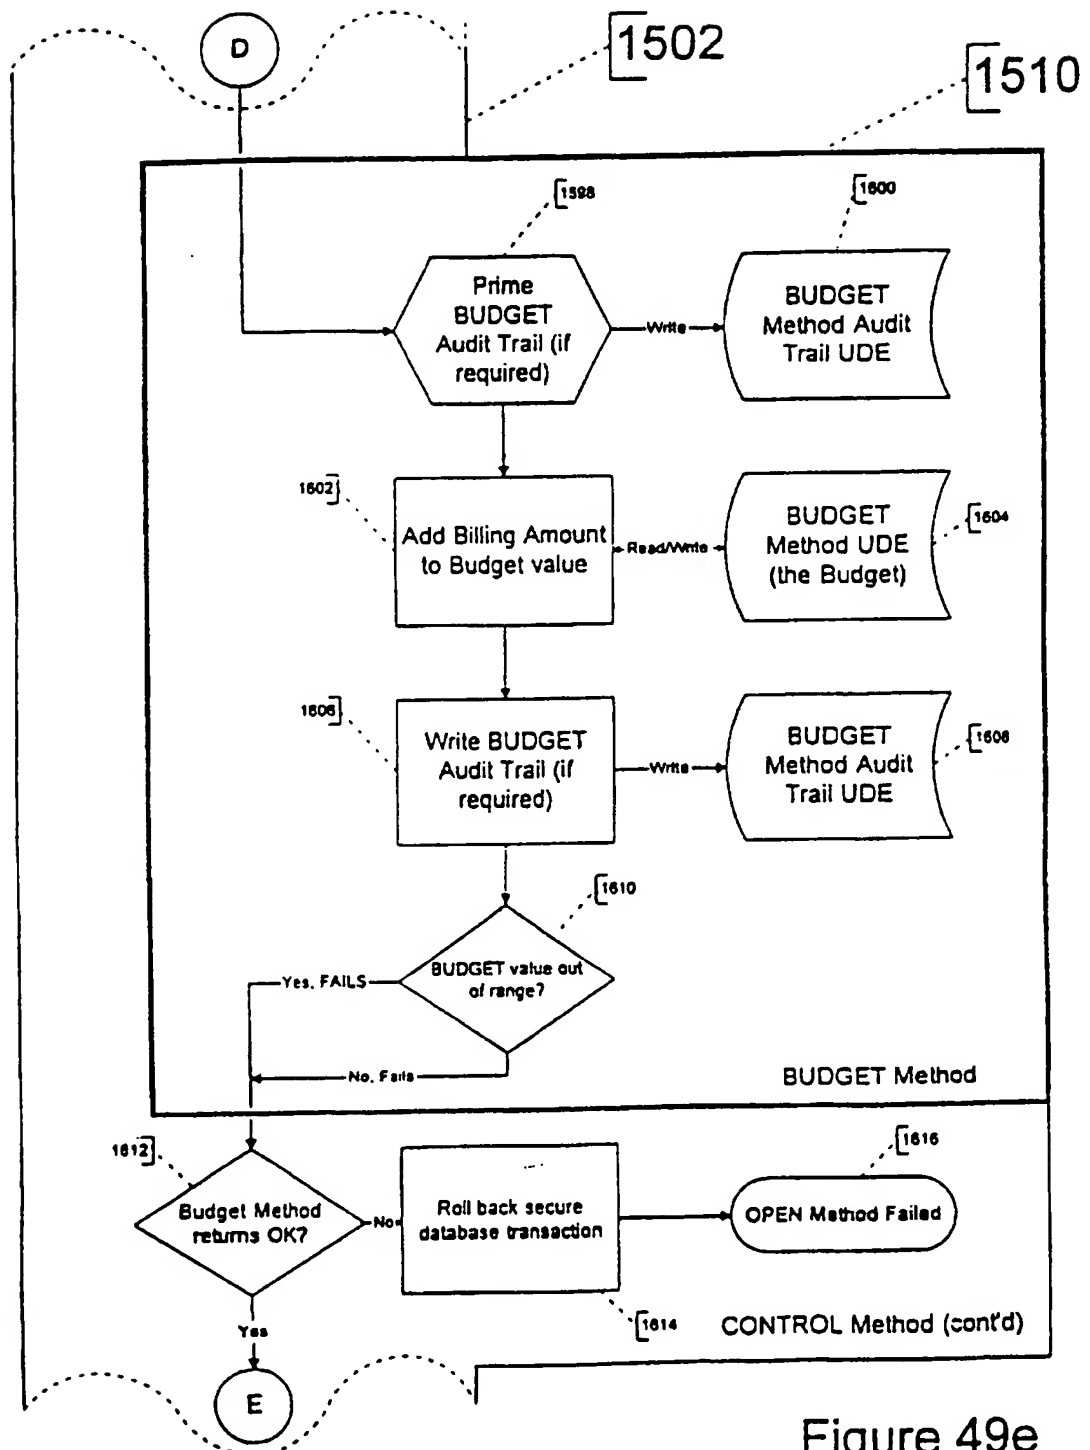 D
1502
1510
1598
1600
Prime
BUDGET
Audit Trail (if
required)
Write
BUDGET
Method Audit
Trail UDE
1602
Add Billing Amount
to Budget value
Read/Write
BUDGET
Method UDE
(the Budget)
1604
1606
Write BUDGET
Audit Trail (if
required)
Write
BUDGET
Method Audit
Trail UDE
1608
1610
BUDGET value out
of range?
Yes, FAILS
No, Fails
BUDGET Method
1612
Budget Method
returns OK?
No
Roll back secure
database transaction
1616
OPEN Method Failed
1614
CONTROL Method (cont'd)
Yes
E
Figure 49e